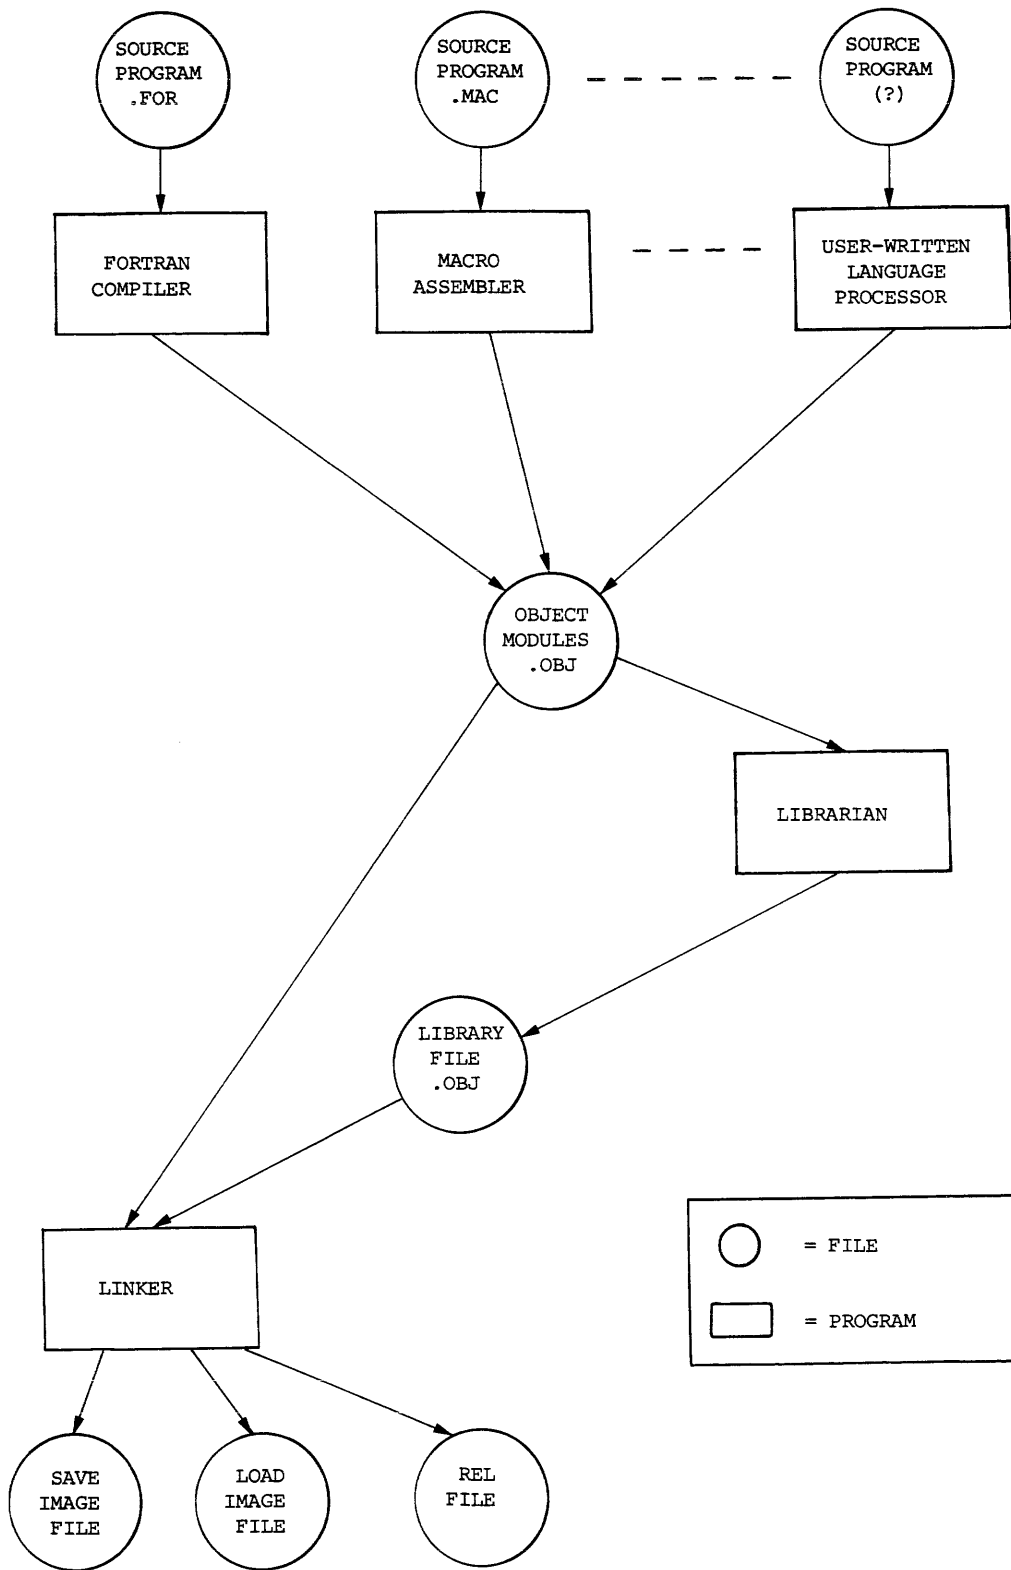 SOURCE
PROGRAM
.FOR
SOURCE
PROGRAM
.MAC
SOURCE
PROGRAM
(?)
FORTRAN
COMPILER
MACRO
ASSEMBLER
USER-WRITTEN
LANGUAGE
PROCESSOR
OBJECT
MODULES
.OBJ
LIBRARIAN
LIBRARY
FILE
.OBJ
LINKER
= FILE
= PROGRAM
SAVE
IMAGE
FILE
LOAD
IMAGE
FILE
REL
FILE